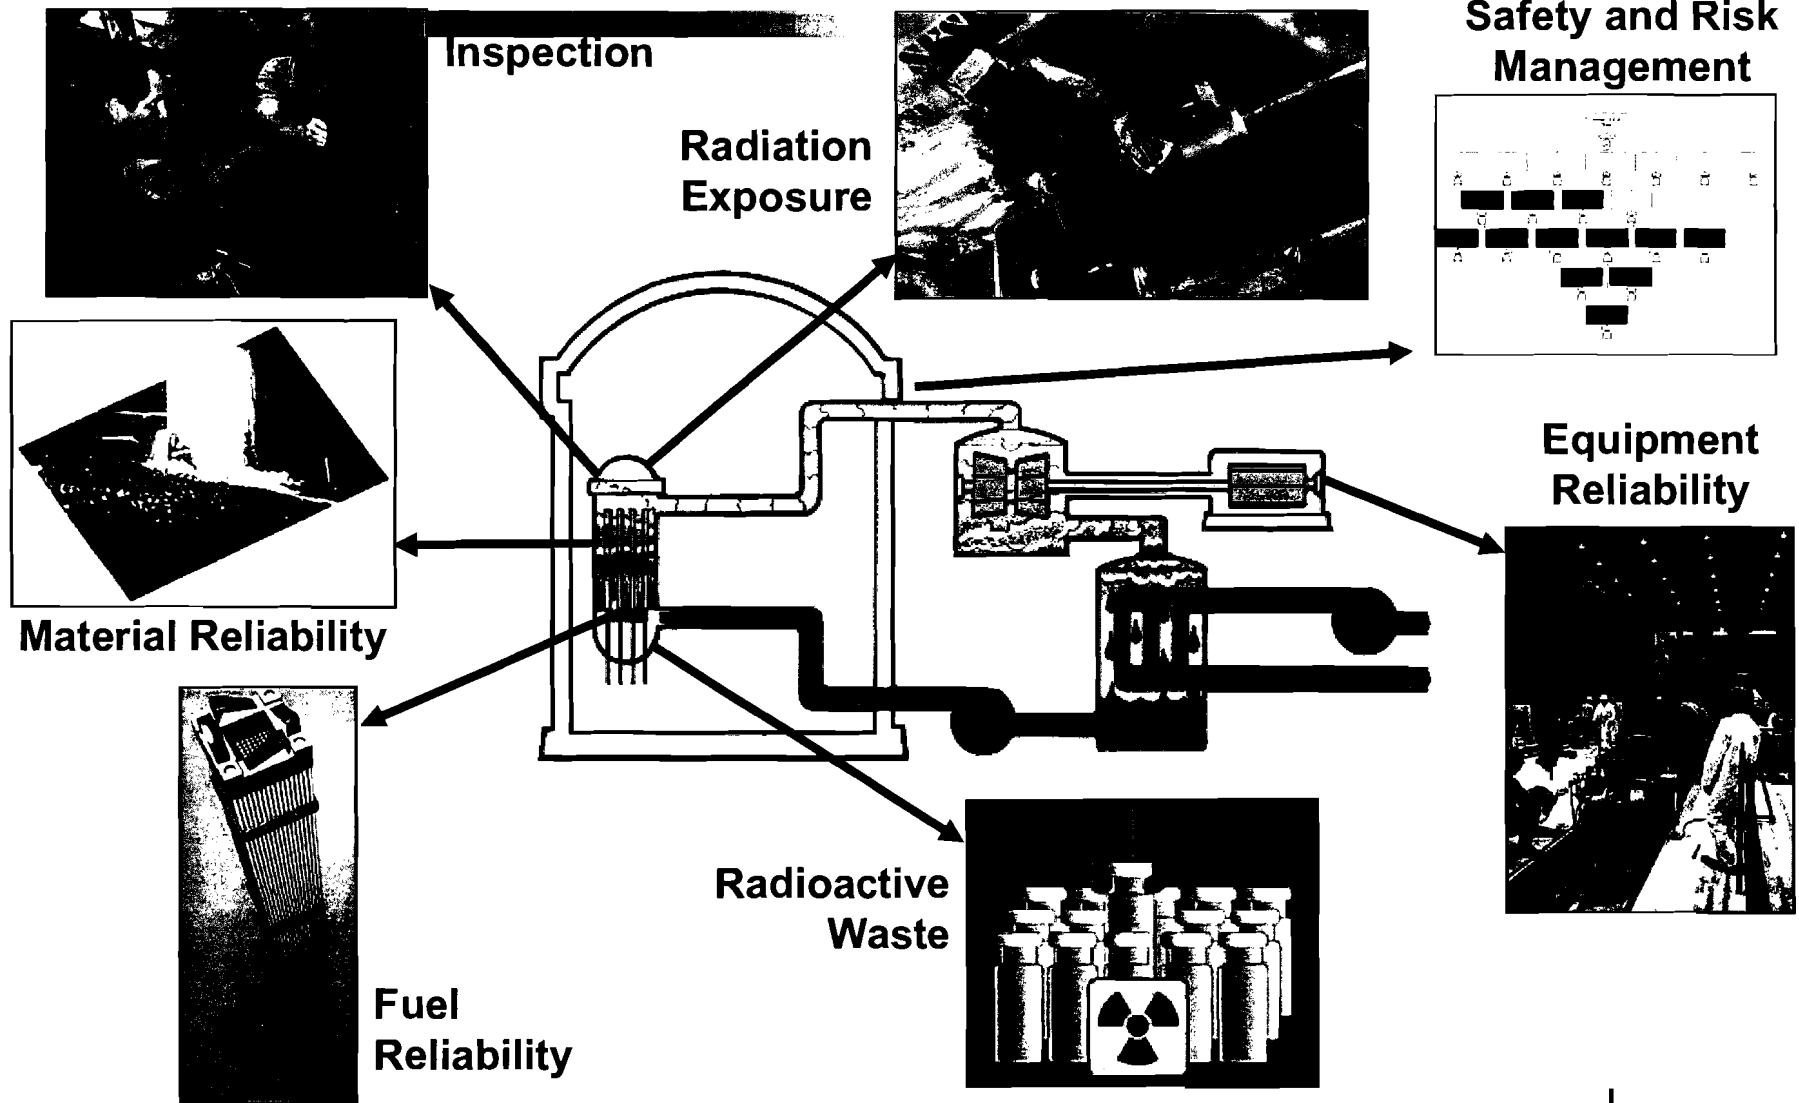 Inspection
Safety and Risk
Management
Radiation
Exposure
Equipment
Reliability
Material Reliability
Radioactive
Waste
Fuel
Reliability